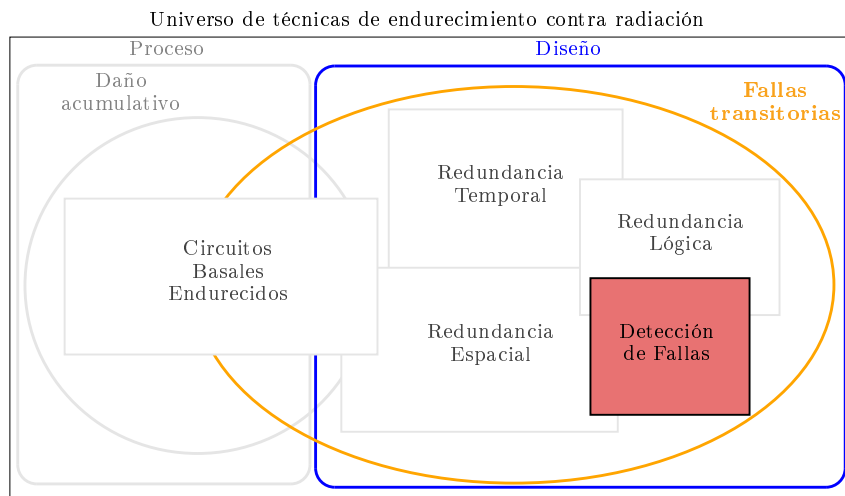 Universo de técnicas de endurecimiento contra radiación
Proceso
Diseño
Daño
acumulativo
Fallas
transitorias
Redundancia
Temporal
Redundancia
Lógica
Circuitos
Basales
Endurecidos
Redundancia
Espacial
Detección
de Fallas